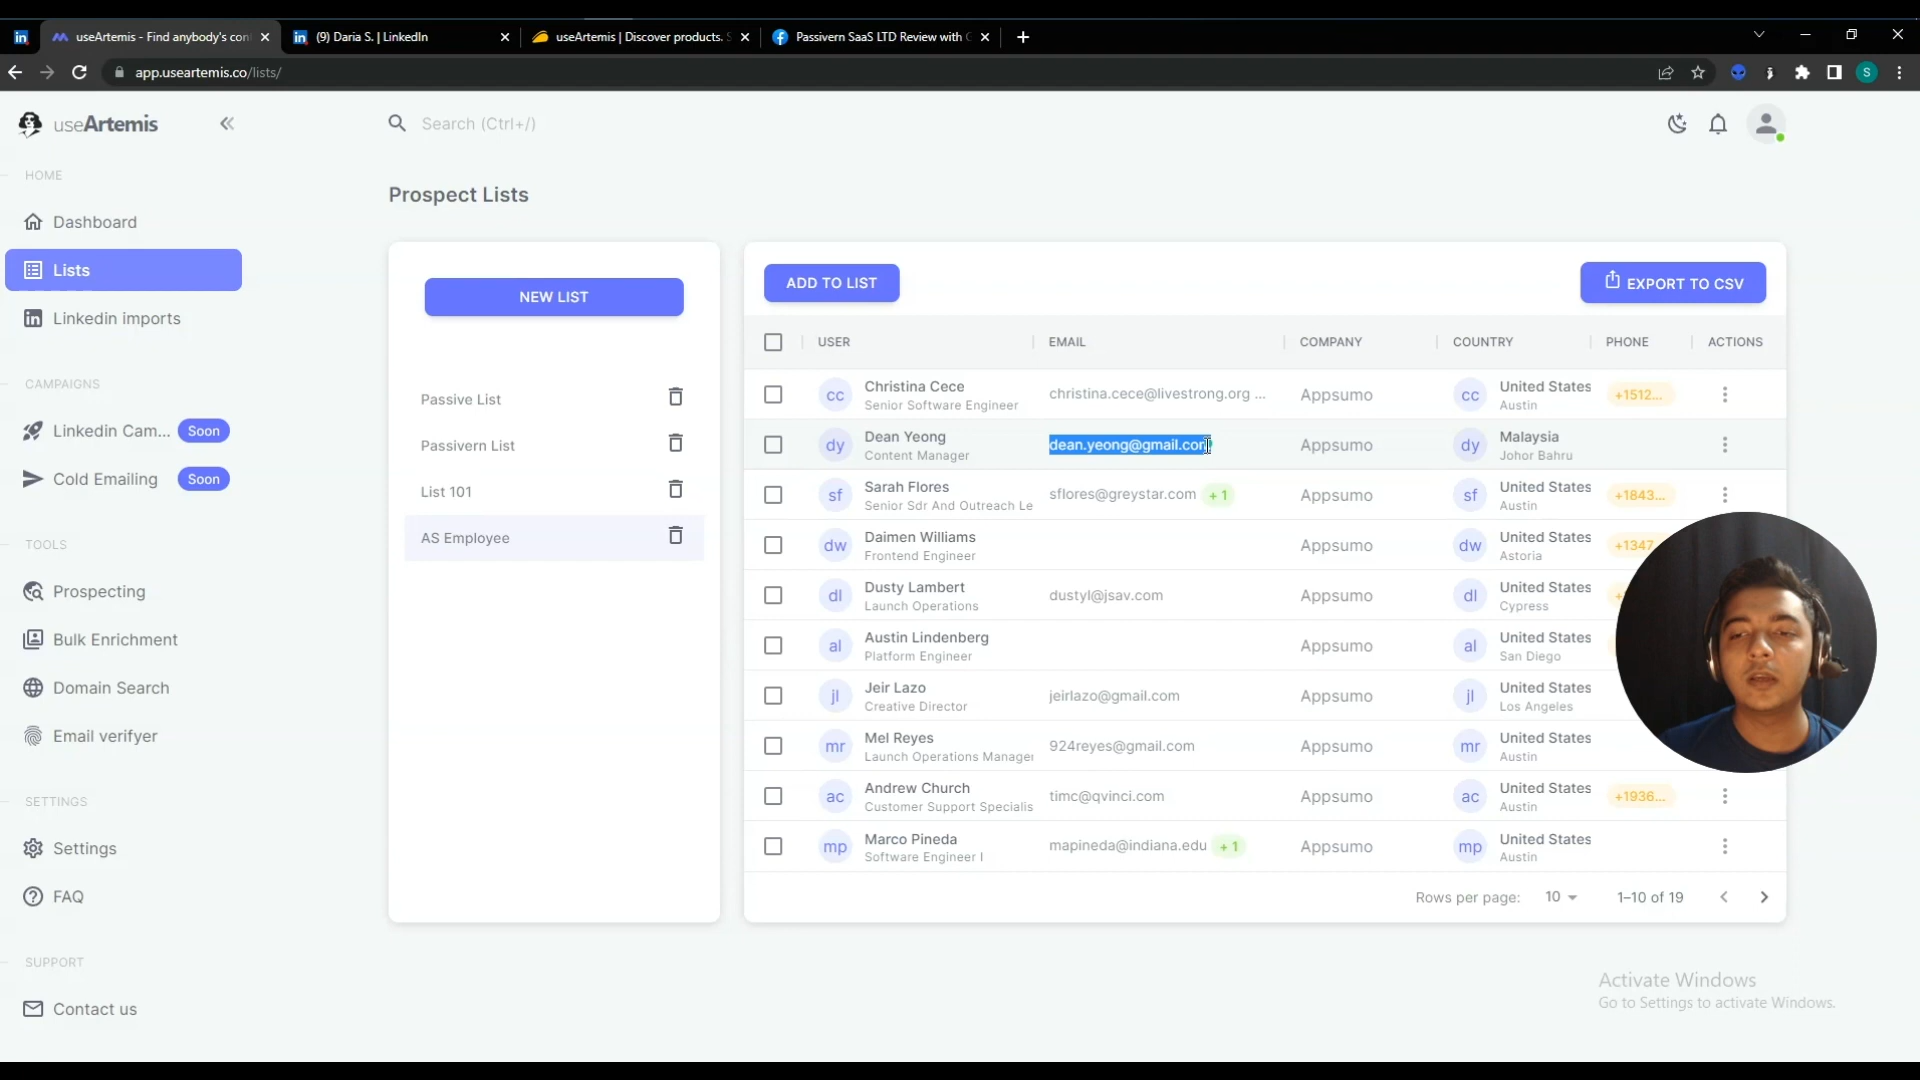 useArtemis - Find anybody's con
(9) Daria S. | LinkedIn
useArtemis | Discover products. S
Passivern SaaS LTD Review with C
app.useartemis.co/lists/
S
useArtemis
Search (Ctrl+/)
HOME
Dashboard
Lists
Linkedin imports
CAMPAIGNS
Linkedin Cam... Soon
Cold Emailing Soon
TOOLS
Prospecting
Bulk Enrichment
Domain Search
Email verifyer
SETTINGS
Settings
FAQ
SUPPORT
Contact us
Prospect Lists
NEW LIST
Passive List
Passivern List
List 101
AS Employee
ADD TO LIST
EXPORT TO CSV
USER EMAIL COMPANY COUNTRY PHONE ACTIONS
cc Christina Cece christina.cece@livestrong.org ... Appsumo cc United States +1512...
Senior Software Engineer Austin
dy Dean Yeong dean.yeong@gmail.com Appsumo dy Malaysia
Content Manager Johor Bahru
sf Sarah Flores sflores@greystar.com + 1 Appsumo sf United States +1843...
Senior Sdr And Outreach Le Austin
dw Daimen Williams Appsumo dw United States +1347
Frontend Engineer Astoria
dl Dusty Lambert dustyl@jsav.com Appsumo dl United States
Launch Operations Cypress
al Austin Lindenberg Appsumo al United States
Platform Engineer San Diego
jl Jeir Lazo jeirlazo@gmail.com Appsumo jl United States
Creative Director Los Angeles
mr Mel Reyes 924reyes@gmail.com Appsumo mr United States
Launch Operations Manager Austin
ac Andrew Church timc@qvinci.com Appsumo ac United States +1936...
Customer Support Specialis Austin
mp Marco Pineda mapineda@indiana.edu + 1 Appsumo mp United States
Software Engineer I Austin
Rows per page: 10 1–10 of 19
Activate Windows
Go to Settings to activate Windows.